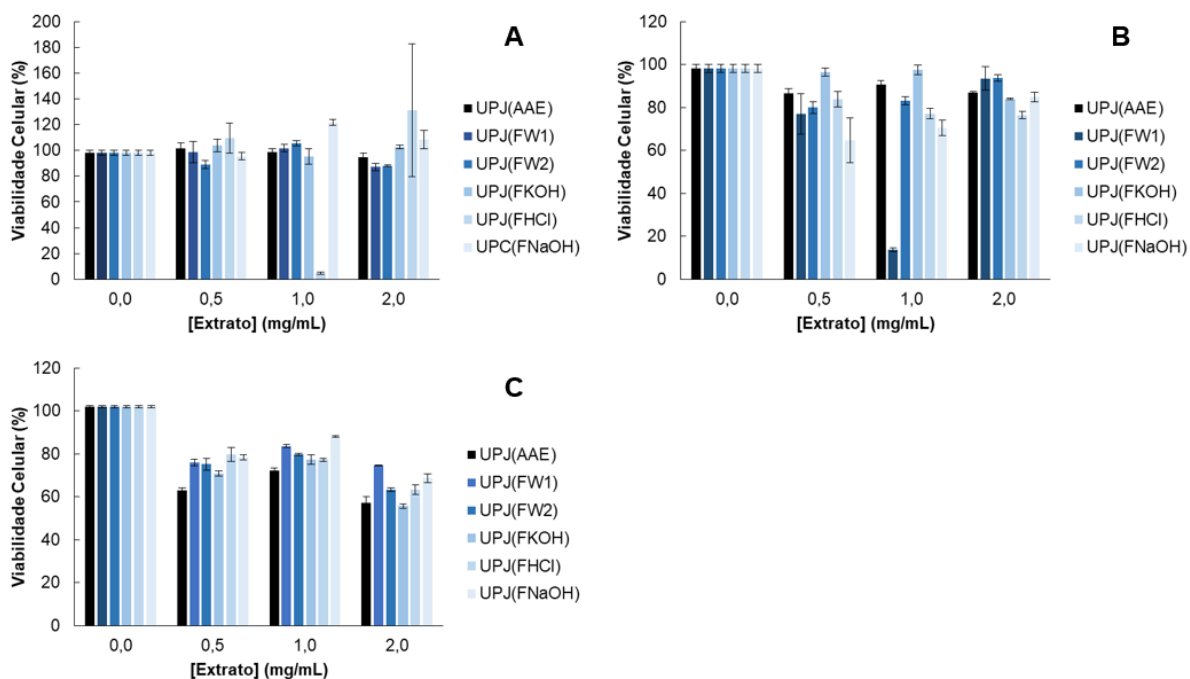 A
Viabilidade Celular (%)
200
180
160
140
120
100
80
60
40
20
0
0,0 0,5 1,0 2,0
[Extrato] (mg/mL)
UPJ(AAE)
UPJ(FW1)
UPJ(FW2)
UPJ(FKOH)
UPJ(FHCl)
UPC(FNaOH)
B
Viabilidade Celular (%)
120
100
80
60
40
20
0
0,0 0,5 1,0 2,0
[Extrato] (mg/mL)
UPJ(AAE)
UPJ(FW1)
UPJ(FW2)
UPJ(FKOH)
UPJ(FHCl)
UPJ(FNaOH)
C
Viabilidade Celular (%)
120
100
80
60
40
20
0
0,0 0,5 1,0 2,0
[Extrato] (mg/mL)
UPJ(AAE)
UPJ(FW1)
UPJ(FW2)
UPJ(FKOH)
UPJ(FHCl)
UPJ(FNaOH)